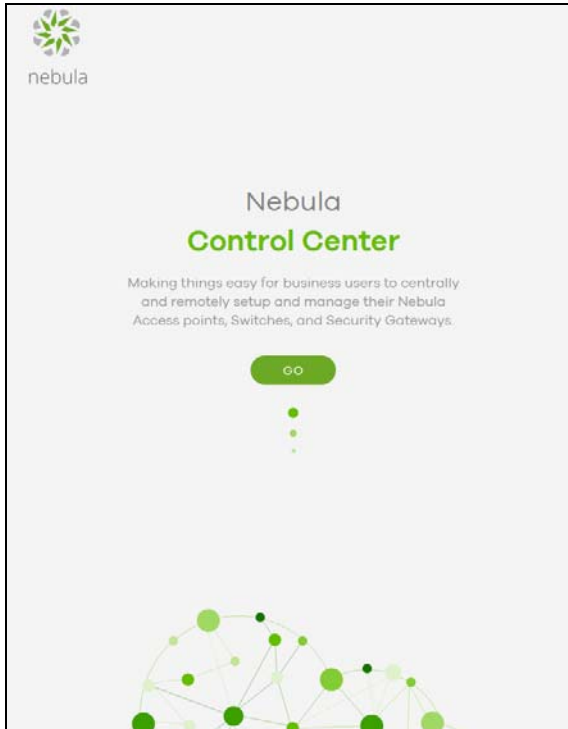 nebula
Nebula
Control Center
Making things easy for business users to centrally
and remotely setup and manage their Nebula
Access points, Switches, and Security Gateways.
GO